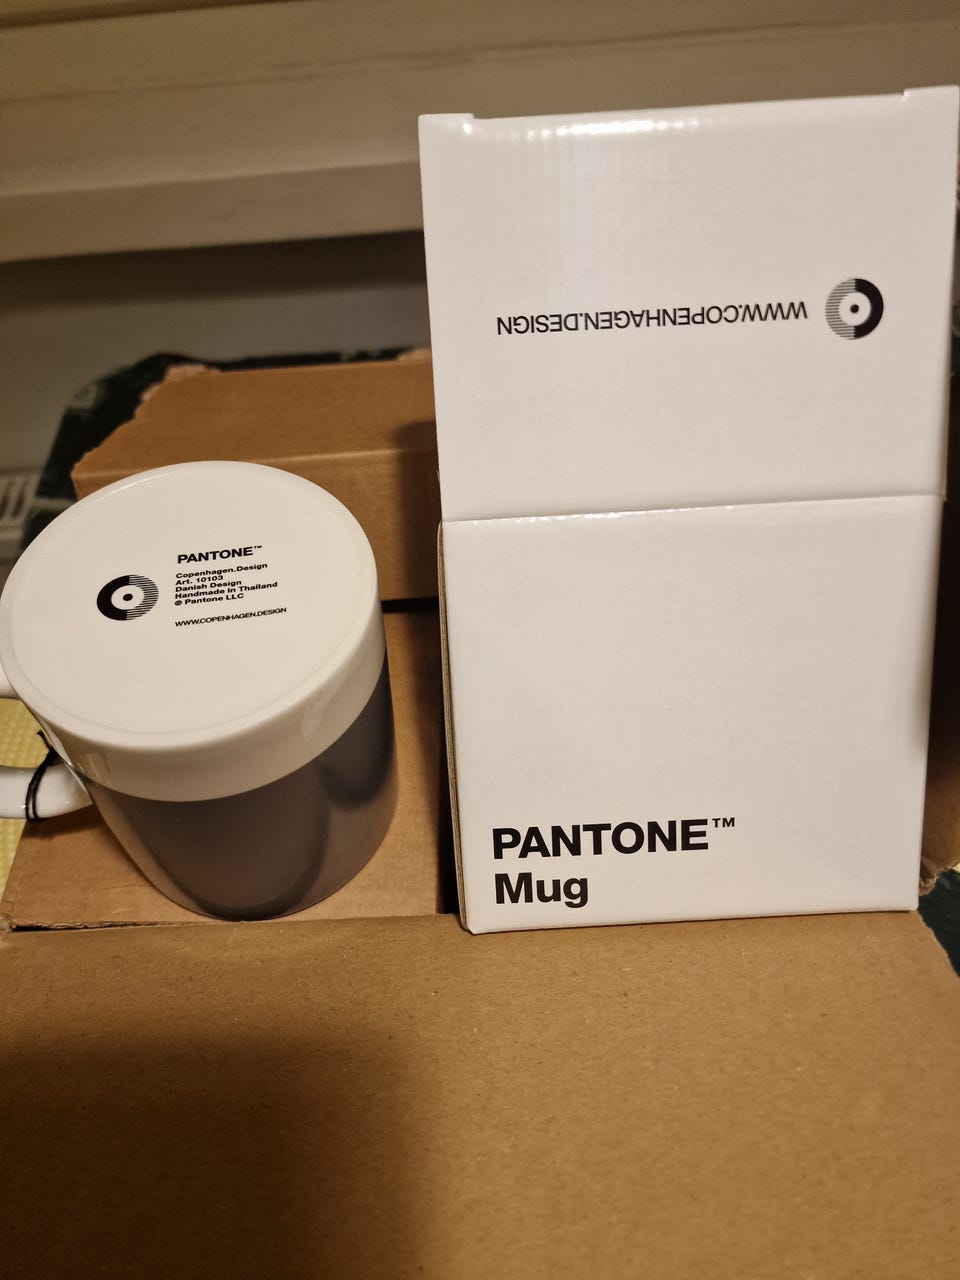 PANTONE™
Copenhagen.Design
Art. 10103
Danish Design
Handmade in Thailand
© Pantone LLC
WWW.COPENHAGEN.DESIGN
WWW.COPENHAGEN.DESIGN
PANTONE™
Mug